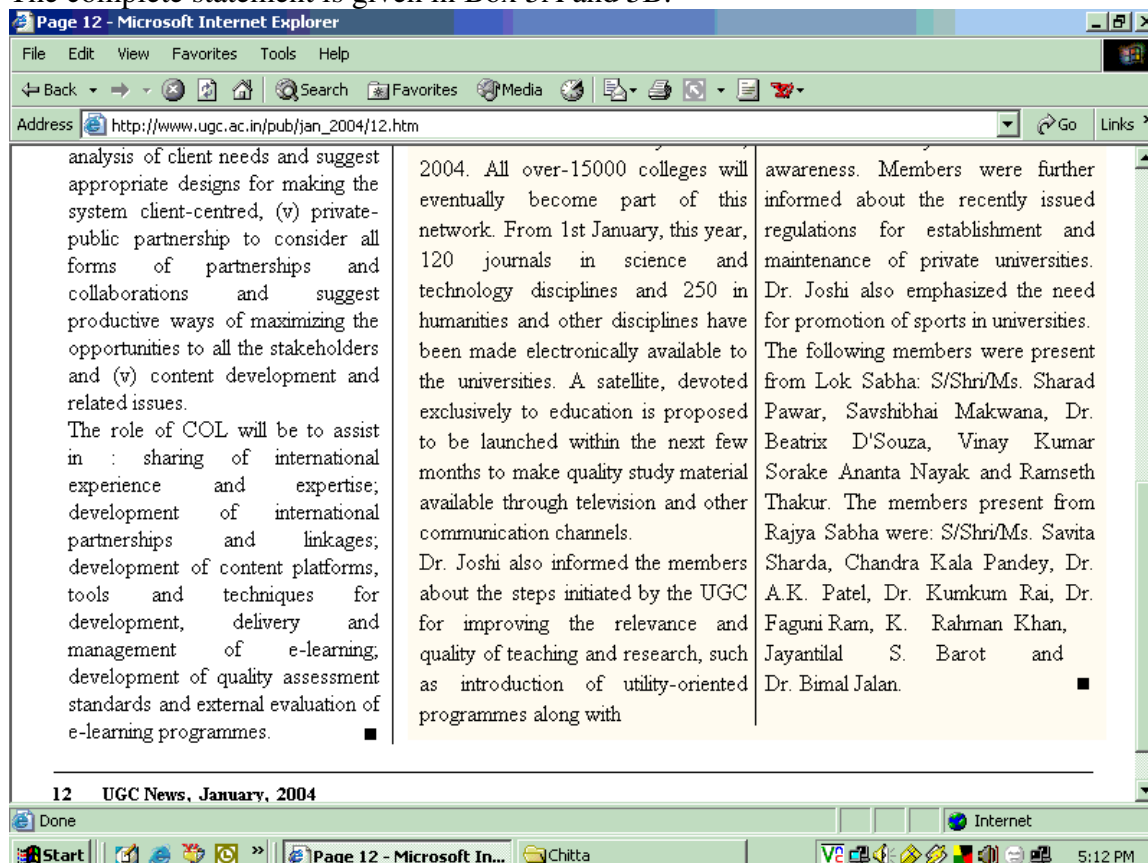 The complete statement is given in Box 5A and 5B.
Page 12 - Microsoft Internet Explorer
File Edit View Favorites Tools Help
Back Search Favorites Media
Address http://www.ugc.ac.in/pub/jan_2004/12.htm Go Links »
analysis of client needs and suggest
appropriate designs for making the
system client-centred, (v) private-
public partnership to consider all
forms of partnerships and
collaborations and suggest
productive ways of maximizing the
opportunities to all the stakeholders
and (v) content development and
related issues.
The role of COL will be to assist
in : sharing of international
experience and expertise;
development of international
partnerships and linkages;
development of content platforms,
tools and techniques for
development, delivery and
management of e-learning;
development of quality assessment
standards and external evaluation of
e-learning programmes. ■
2004. All over-15000 colleges will
eventually become part of this
network. From 1st January, this year,
120 journals in science and
technology disciplines and 250 in
humanities and other disciplines have
been made electronically available to
the universities. A satellite, devoted
exclusively to education is proposed
to be launched within the next few
months to make quality study material
available through television and other
communication channels.
Dr. Joshi also informed the members
about the steps initiated by the UGC
for improving the relevance and
quality of teaching and research, such
as introduction of utility-oriented
programmes along with
awareness. Members were further
informed about the recently issued
regulations for establishment and
maintenance of private universities.
Dr. Joshi also emphasized the need
for promotion of sports in universities.
The following members were present
from Lok Sabha: S/Shri/Ms. Sharad
Pawar, Savshibhai Makwana, Dr.
Beatrix D'Souza, Vinay Kumar
Sorake Ananta Nayak and Ramseth
Thakur. The members present from
Rajya Sabha were: S/Shri/Ms. Savita
Sharda, Chandra Kala Pandey, Dr.
A.K. Patel, Dr. Kumkum Rai, Dr.
Faguni Ram, K. Rahman Khan,
Jayantilal S. Barot and
Dr. Bimal Jalan. ■
12 UGC News, January, 2004
Done Internet
Start » Page 12 - Microsoft In... Chitta 5:12 PM